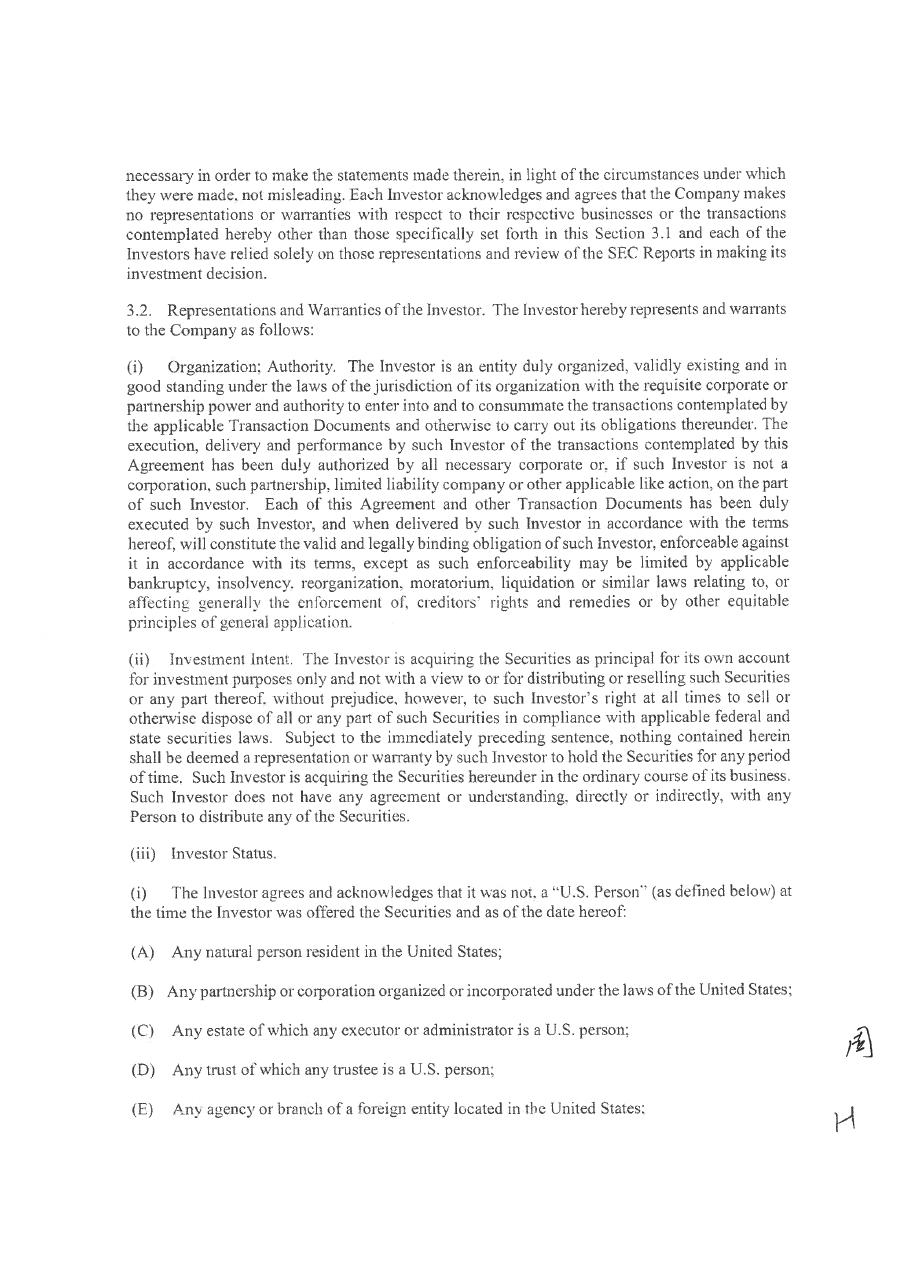 necessary in order to make the statements made therein, in light of the circumstances under which
they were made, not misleading. Each Investor acknowledges and agrees that the Company makes
no representations or warranties with respect to their respective businesses or the transactions
contemplated hereby other than those specifically set forth in this Section 3.1 and each of the
Investors have relied solely on those representations and review of the SEC Reports in making its
investment decision.
3.2. Representations and Warranties of the Investor. The Investor hereby represents and warrants
to the Company as follows:
(i) Organization; Authority. The Investor is an entity duly organized, validly existing and in
good standing under the laws of the jurisdiction of its organization with the requisite corporate or
partnership power and authority to enter into and to consummate the transactions contemplated by
the applicable Transaction Documents and otherwise to carry out its obligations thereunder. The
execution, delivery and performance by such Investor of the transactions contemplated by this
Agreement has been duly authorized by all necessary corporate or, if such Investor is not a
corporation, such partnership, limited liability company or other applicable like action, on the part
of such Investor. Each of this Agreement and other Transaction Documents has been duly
executed by such Investor, and when delivered by such Investor in accordance with the terms
hereof, will constitute the valid and legally binding obligation of such Investor, enforceable against
it in accordance with its terms, except as such enforceability may be limited by applicable
bankruptcy, insolvency, reorganization, moratorium, liquidation or similar laws relating to, or
affecting generally the enforcement of, creditors' rights and remedies or by other equitable
principles of general application.
(ii) Investment Intent. The Investor is acquiring the Securities as principal for its own account
for investment purposes only and not with a view to or for distributing or reselling such Securities
or any part thereof, without prejudice, however, to such Investor's right at all times to sell or
otherwise dispose of all or any part of such Securities in compliance with applicable federal and
state securities laws. Subject to the immediately preceding sentence, nothing contained herein
shall be deemed a representation or warranty by such Investor to hold the Securities for any period
of time. Such Investor is acquiring the Securities hereunder in the ordinary course of its business.
Such Investor does not have any agreement or understanding, directly or indirectly, with any
Person to distribute any of the Securities.
(iii) Investor Status.
(i) The Investor agrees and acknowledges that it was not, a "U.S. Person" (as defined below) at
the time the Investor was offered the Securities and as of the date hereof:
(A) Any natural person resident in the United States;
(B) Any partnership or corporation organized or incorporated under the laws of the United States;
(C) Any estate of which any executor or administrator is a U.S. person;
(D) Any trust of which any trustee is a U.S. person;
(E) Any agency or branch of a foreign entity located in the United States;
H